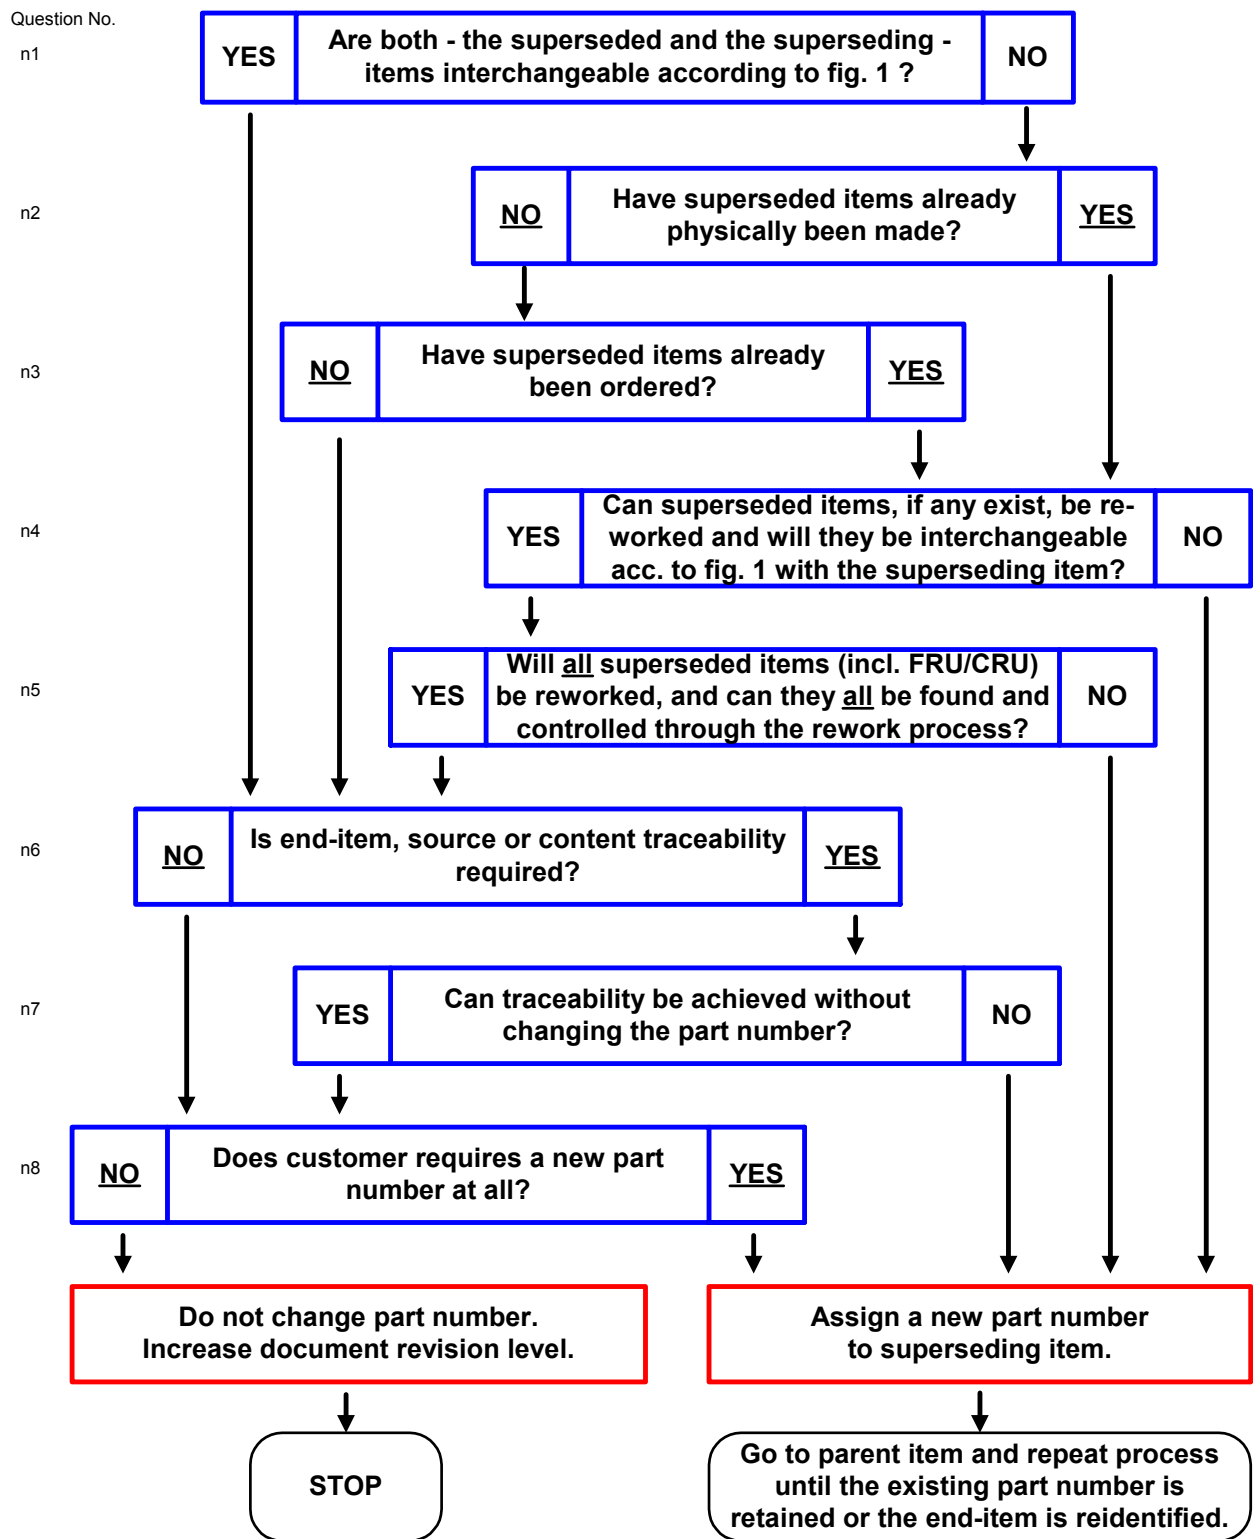 Question No.
n1
YES
Are both - the superseded and the superseding -
items interchangeable according to fig. 1 ?
NO
n2
NO
Have superseded items already
physically been made?
YES
n3
NO
Have superseded items already
been ordered?
YES
n4
YES
Can superseded items, if any exist, be re-
worked and will they be interchangeable
acc. to fig. 1 with the superseding item?
NO
n5
YES
Will all superseded items (incl. FRU/CRU)
be reworked, and can they all be found and
controlled through the rework process?
NO
n6
NO
Is end-item, source or content traceability
required?
YES
n7
YES
Can traceability be achieved without
changing the part number?
NO
n8
NO
Does customer requires a new part
number at all?
YES
Do not change part number.
Increase document revision level.
Assign a new part number
to superseding item.
STOP
Go to parent item and repeat process
until the existing part number is
retained or the end-item is reidentified.